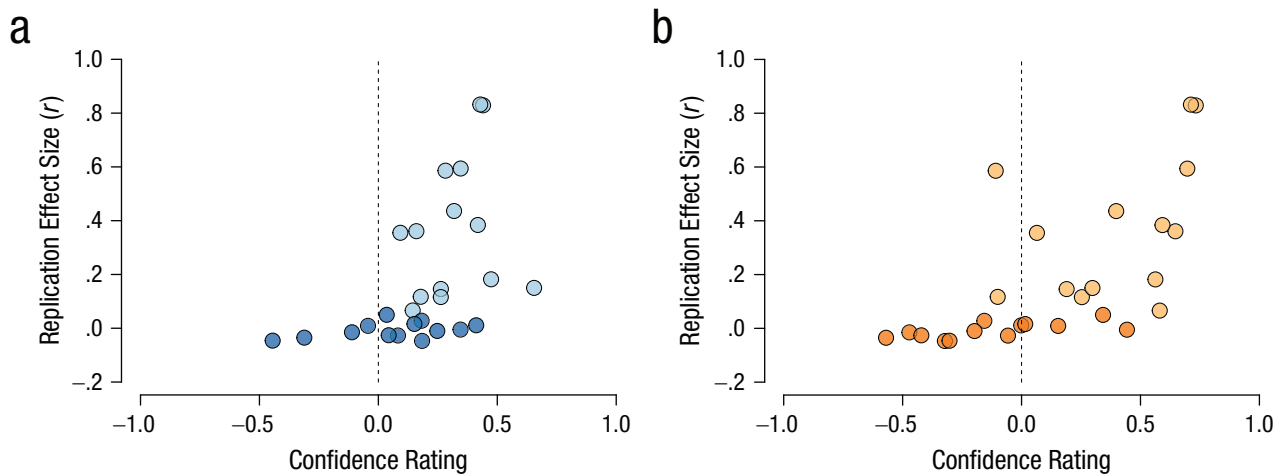 a
Replication Effect Size (r)
1.0
.8
.6
.4
.2
.0
–.2
–1.0 –0.5 0.0 0.5 1.0
Confidence Rating
b
Replication Effect Size (r)
1.0
.8
.6
.4
.2
.0
–.2
–1.0 –0.5 0.0 0.5 1.0
Confidence Rating